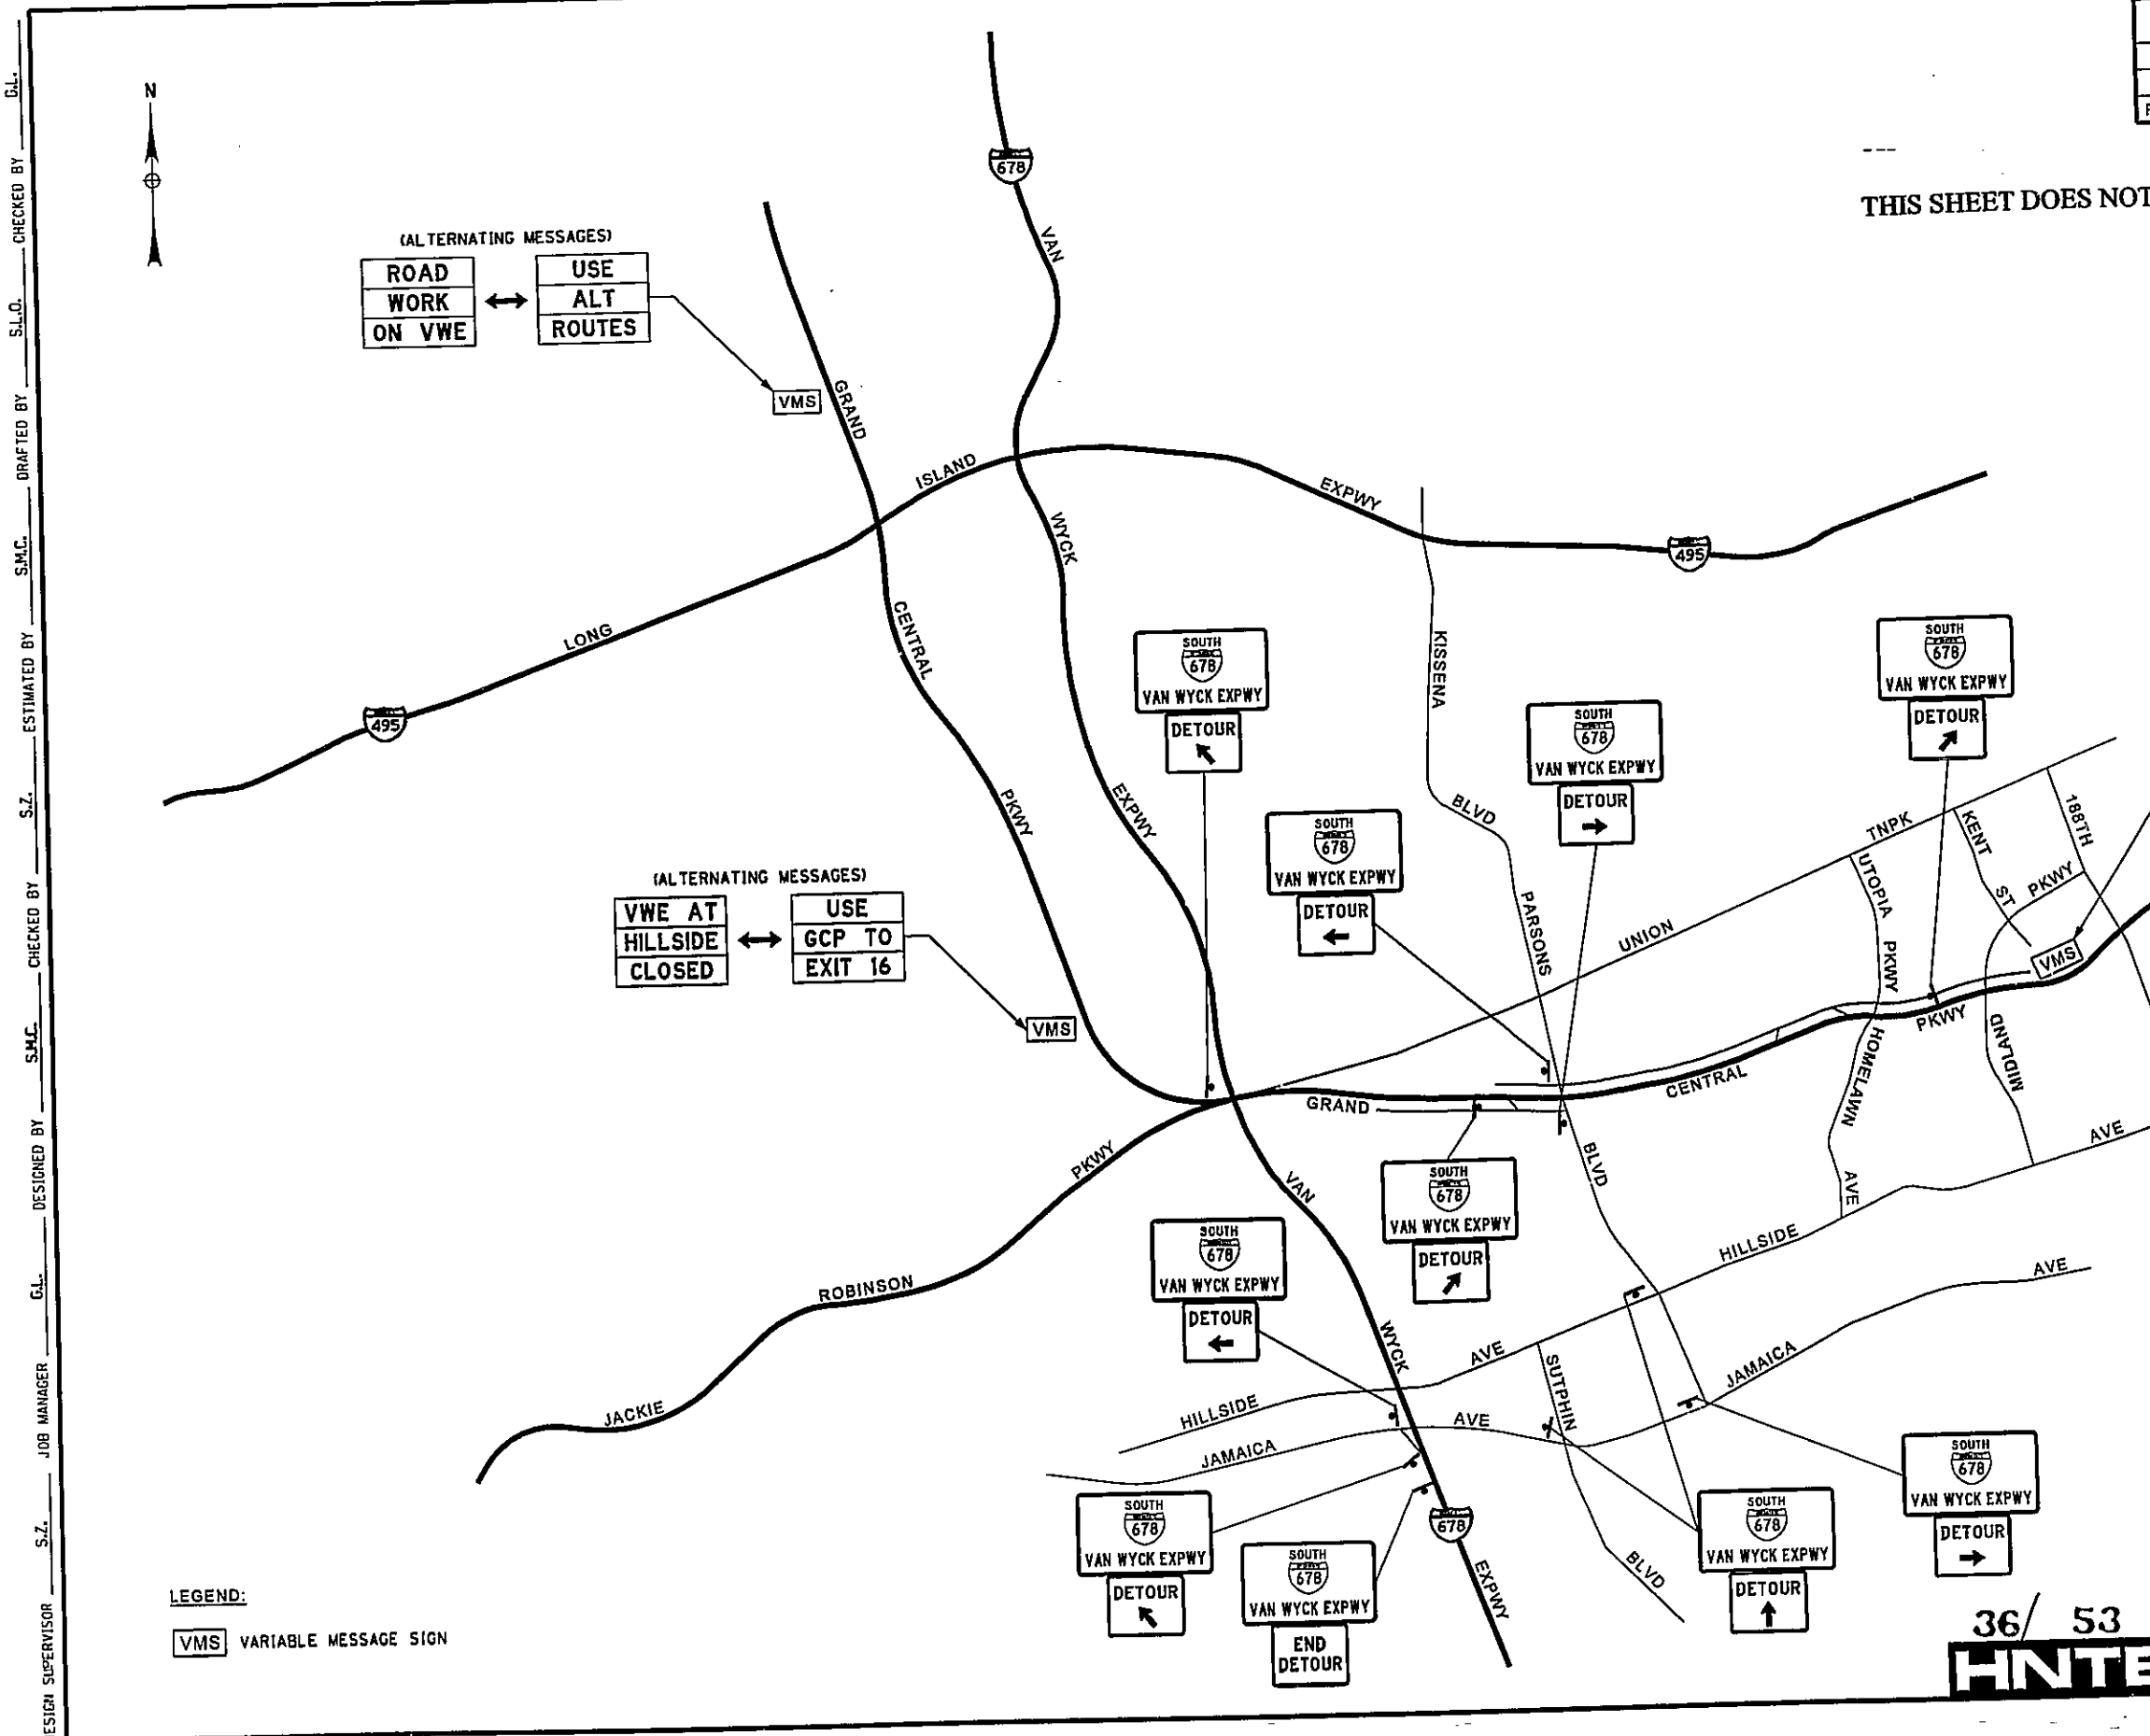 N
678
VAN
THIS SHEET DOES NOT
(ALTERNATING MESSAGES)
ROAD
WORK
ON VWE
USE
ALT
ROUTES
VMS
GRAND
ISLAND
EXPWY
WYCK
495
LONG
CENTRAL
KISSENA
495
SOUTH
678
VAN WYCK EXPWY
DETOUR
SOUTH
678
VAN WYCK EXPWY
DETOUR
SOUTH
678
VAN WYCK EXPWY
DETOUR
PKWY
EXPWY
BLVD
SOUTH
678
VAN WYCK EXPWY
DETOUR
TNPK
KENT
ST
188TH
UTOPIA
PKWY
PKWY
(ALTERNATING MESSAGES)
VWE AT
HILLSIDE
CLOSED
USE
GCP TO
EXIT 16
VMS
PARSONS
UNION
VMS
PKWY
MIDLAND
HOMELAWN
AVE
CENTRAL
GRAND
PKWY
BLVD
AVE
VAN
SOUTH
678
VAN WYCK EXPWY
DETOUR
SOUTH
678
VAN WYCK EXPWY
DETOUR
HILLSIDE
AVE
ROBINSON
JACKIE
WYCK
AVE
SUTPHIN
JAMAICA
HILLSIDE
AVE
JAMAICA
SOUTH
678
VAN WYCK EXPWY
DETOUR
SOUTH
678
VAN WYCK EXPWY
END
DETOUR
678
EXPWY
BLVD
SOUTH
678
VAN WYCK EXPWY
DETOUR
SOUTH
678
VAN WYCK EXPWY
DETOUR
LEGEND:
VMS VARIABLE MESSAGE SIGN
36/ 53
HNTB
ESIGN SUPERVISOR S.Z. JOB MANAGER G.L. DESIGNED BY S.M.C. CHECKED BY S.Z. ESTIMATED BY S.M.C. DRAFTED BY S.L.O. CHECKED BY G.L.